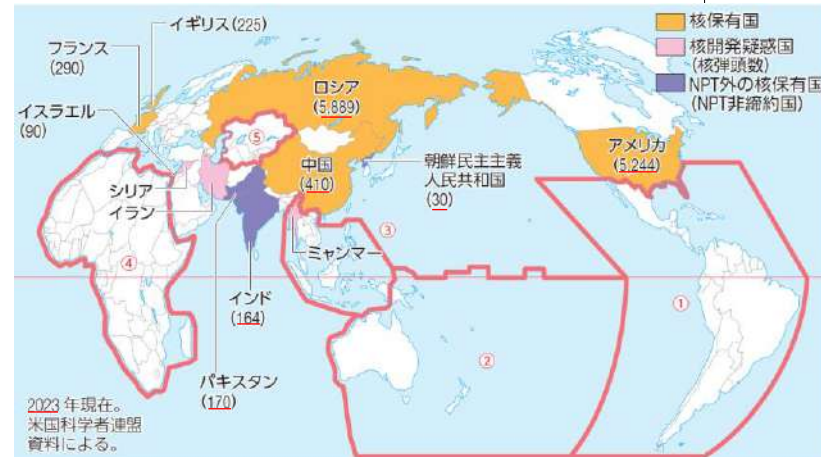 イギリス(225)
フランス
(290)
イスラエル
(90)
シリア
イラン
ロシア
(5,889)
⑤
中国
(410)
朝鮮民主主義
人民共和国
(30)
アメリカ
(5,244)
核保有国
核開発疑惑国
(核弾頭数)
NPT外の核保有国
(NPT非締約国)
③
ミャンマー
④
インド
(164)
パキスタン
(170)
①
②
2023年現在。
米国科学者連盟
資料による。